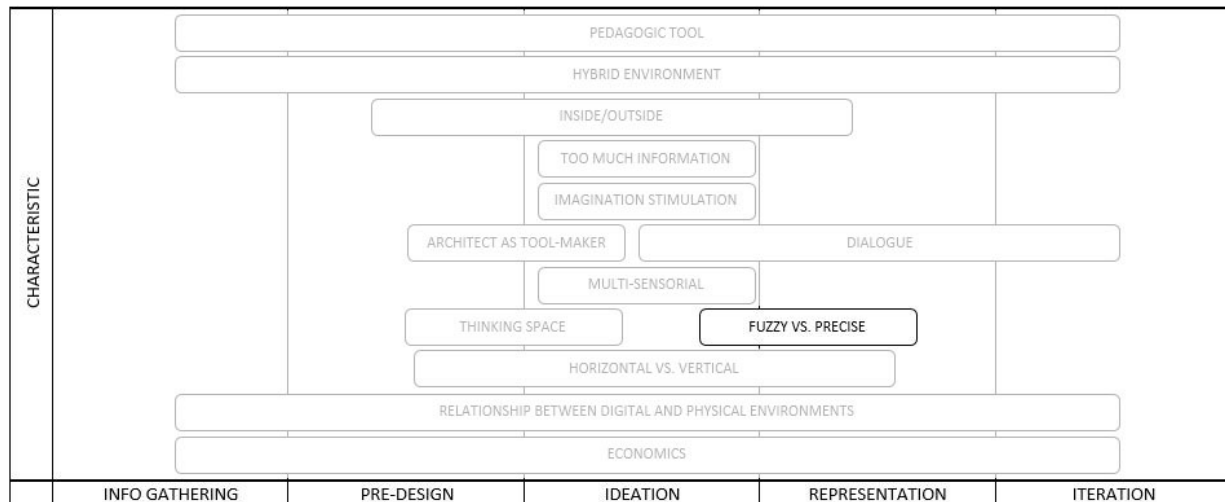 PEDAGOGIC TOOL
HYBRID ENVIRONMENT
INSIDE/OUTSIDE
TOO MUCH INFORMATION
IMAGINATION STIMULATION
ARCHITECT AS TOOL-MAKER
DIALOGUE
MULTI-SENSORIAL
THINKING SPACE
FUZZY VS. PRECISE
HORIZONTAL VS. VERTICAL
RELATIONSHIP BETWEEN DIGITAL AND PHYSICAL ENVIRONMENTS
ECONOMICS
CHARACTERISTIC
INFO GATHERING
PRE-DESIGN
IDEATION
REPRESENTATION
ITERATION